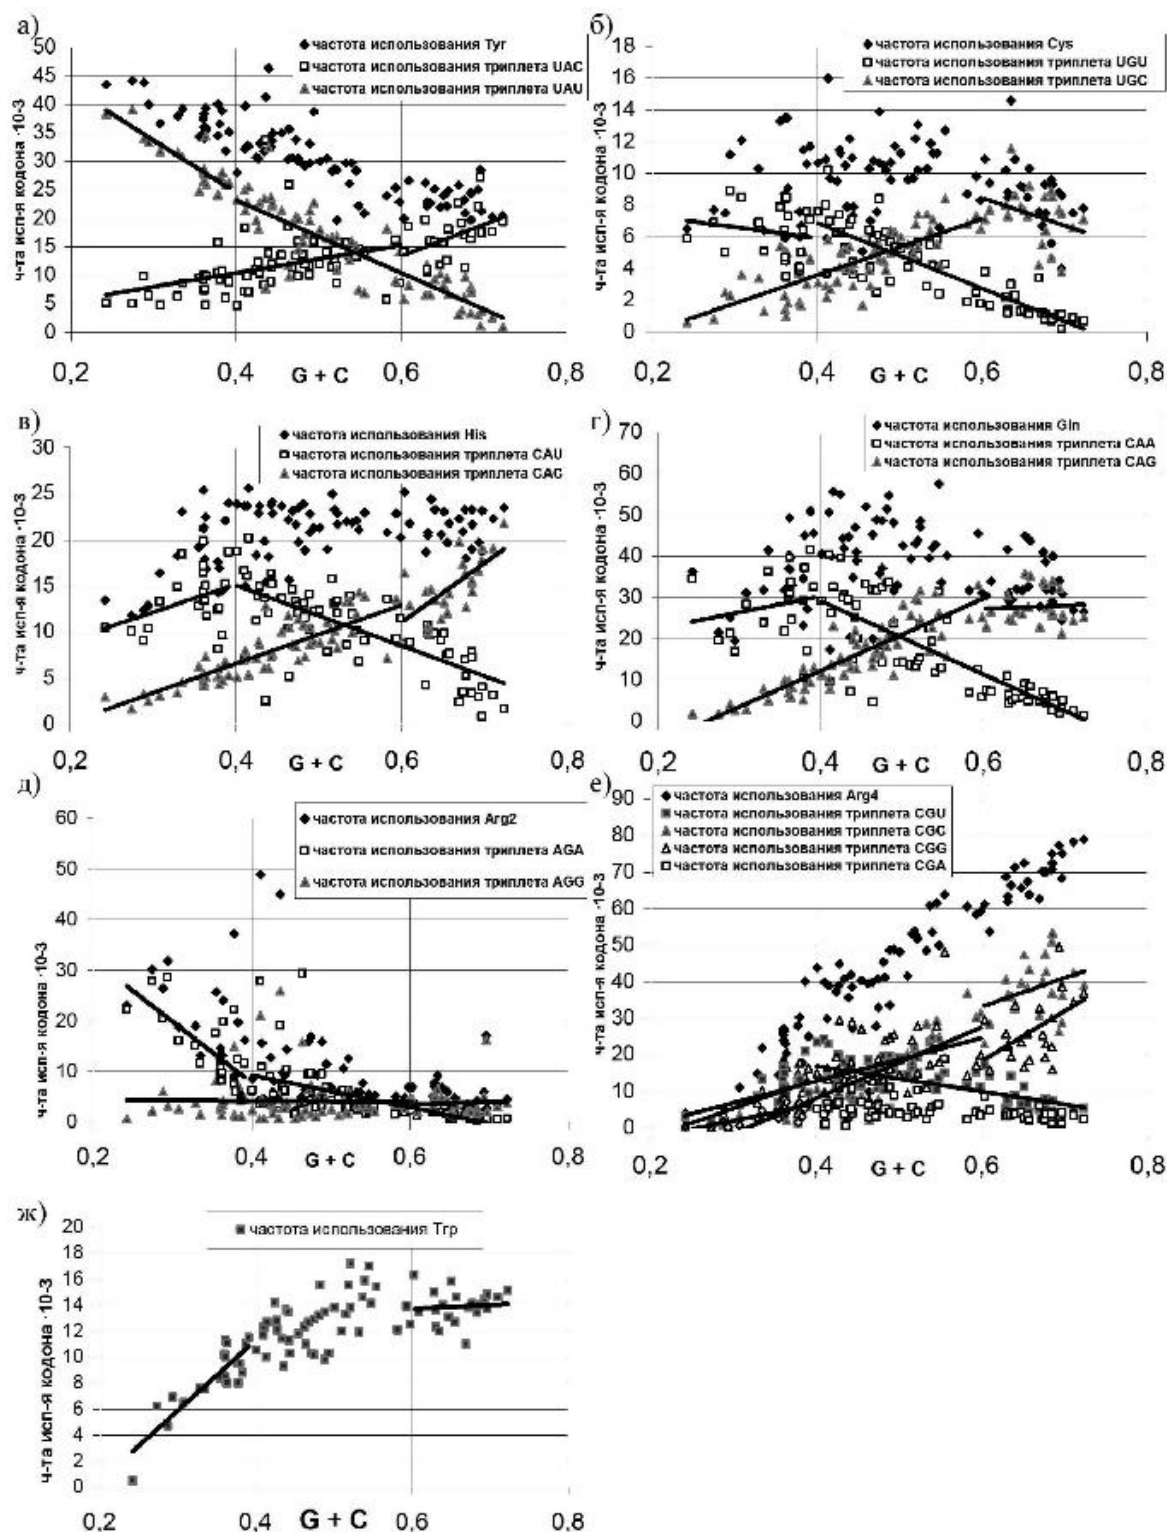 а)
частота использования Tyr
частота использования триплета UAC
частота использования триплета UAU
ч-та исп-я кодона ·10-3
50
45
40
35
30
25
20
15
10
5
0
0,2
0,4
0,6
0,8
G + C
б)
частота использования Cys
частота использования триплета UGU
частота использования триплета UGC
ч-та исп-я кодона ·10-3
18
16
14
12
10
8
6
4
2
0
0,2
0,4
0,6
0,8
G + C
в)
частота использования His
частота использования триплета CAU
частота использования триплета CAC
ч-та исп-я кодона ·10-3
30
25
20
15
10
5
0
0,2
0,4
0,6
0,8
G + C
г)
частота использования Gln
частота использования триплета CAA
частота использования триплета CAG
ч-та исп-я кодона ·10-3
70
60
50
40
30
20
10
0
0,2
0,4
0,6
0,8
G + C
д)
частота использования Arg2
частота использования триплета AGA
частота использования триплета AGG
ч-та исп-я кодона ·10-3
60
50
40
30
20
10
0
0,2
0,4
0,6
0,8
G + C
е)
частота использования Arg4
частота использования триплета CGU
частота использования триплета CGC
частота использования триплета CGG
частота использования триплета CGA
ч-та исп-я кодона ·10-3
90
80
70
60
50
40
30
20
10
0
0,2
0,4
0,6
0,8
G + C
ж)
частота использования Trp
ч-та исп-я кодона ·10-3
20
18
16
14
12
10
8
6
4
2
0
0,2
0,4
0,6
0,8
G + C